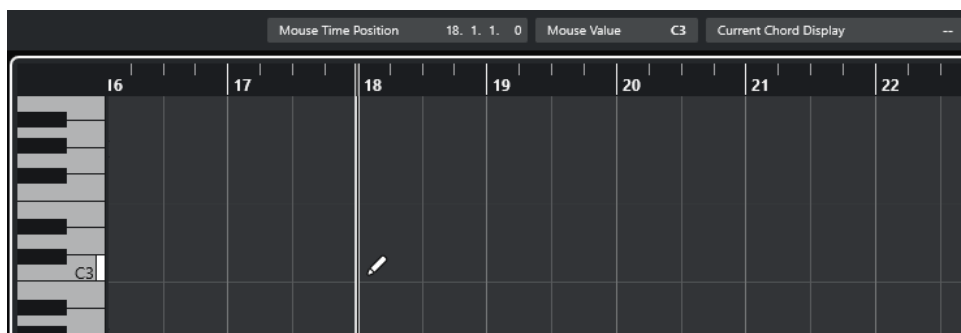 Mouse Time Position 18. 1. 1. 0 Mouse Value C3 Current Chord Display --
16 17 18 19 20 21 22
C3